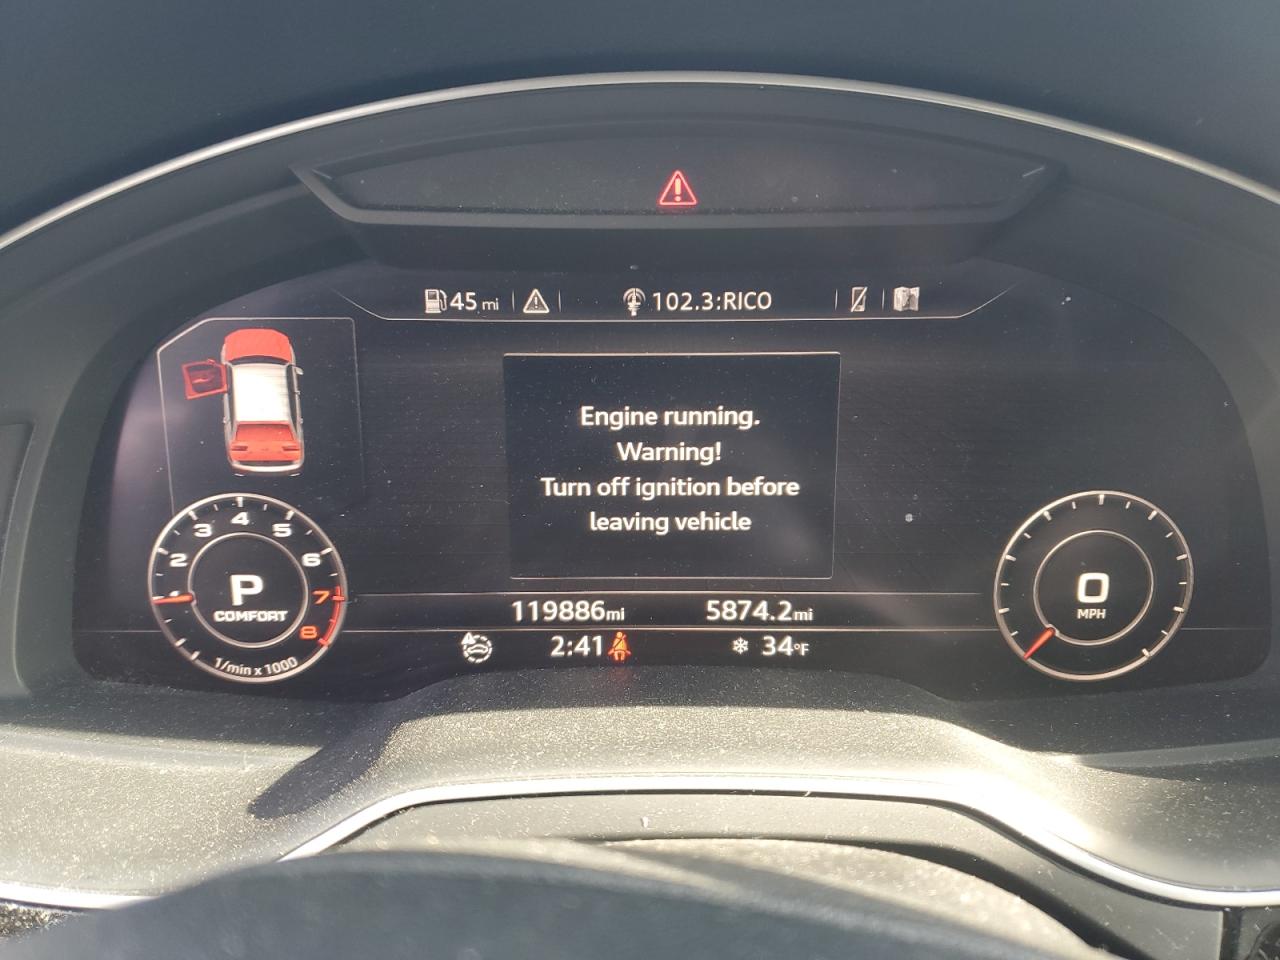 45 mi
102.3:RICO
Engine running.
Warning!
Turn off ignition before
leaving vehicle
2 3 4 5 6 7 8
P
COMFORT
1/min x 1000
0
MPH
119886mi
5874.2mi
2:41
34°F